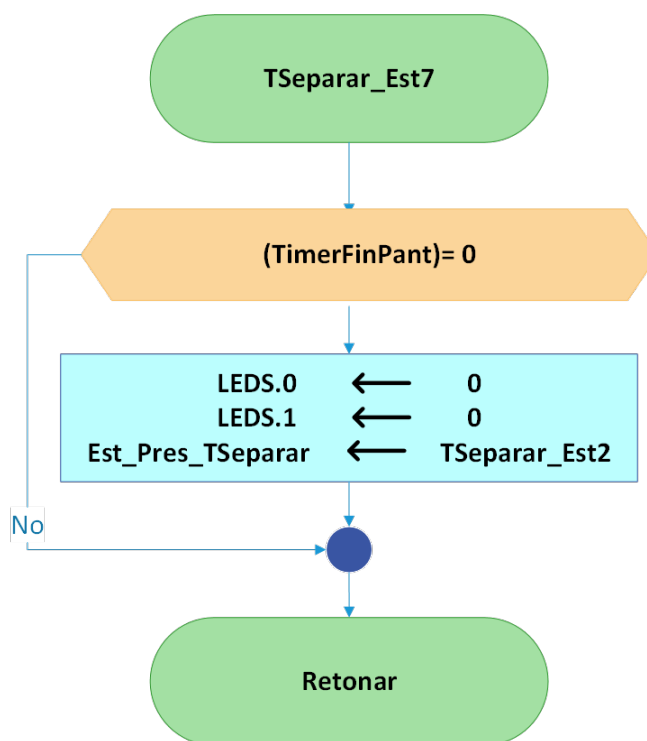 TSeparar_Est7
(TimerFinPant)= 0
LEDS.0 ← 0
LEDS.1 ← 0
Est_Pres_TSeparar ← TSeparar_Est2
No
Retonar